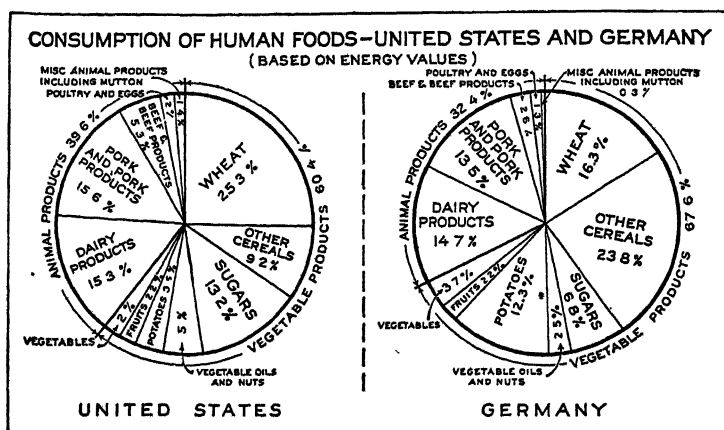 CONSUMPTION OF HUMAN FOODS–UNITED STATES AND GERMANY
(BASED ON ENERGY VALUES)
MISC ANIMAL PRODUCTS
INCLUDING MUTTON
POULTRY AND EGGS
1.4%
2%
BEEF &
BEEF PRODUCTS
5.3%
ANIMAL PRODUCTS 39.6%
PORK
AND PORK
PRODUCTS
15.6%
DAIRY
PRODUCTS
15.3%
WHEAT
25.3%
60.4%
VEGETABLE PRODUCTS
OTHER
CEREALS
9.2%
SUGARS
13.2%
5%
POTATOES 3.5%
FRUITS 2.2%
2%
VEGETABLES
VEGETABLE OILS
AND NUTS
UNITED STATES
POULTRY AND EGGS
BEEF & BEEF PRODUCTS
MISC ANIMAL PRODUCTS
INCLUDING MUTTON
0.3%
ANIMAL PRODUCTS 32.4%
PORK
AND PORK
PRODUCTS
13.5%
DAIRY
PRODUCTS
14.7%
WHEAT
16.3%
OTHER
CEREALS
23.8%
VEGETABLE PRODUCTS 67.6%
SUGARS
6.8%
2.5%
POTATOES
12.3%
*
FRUITS 2.2%
3.7%
VEGETABLES
VEGETABLE OILS
AND NUTS
GERMANY